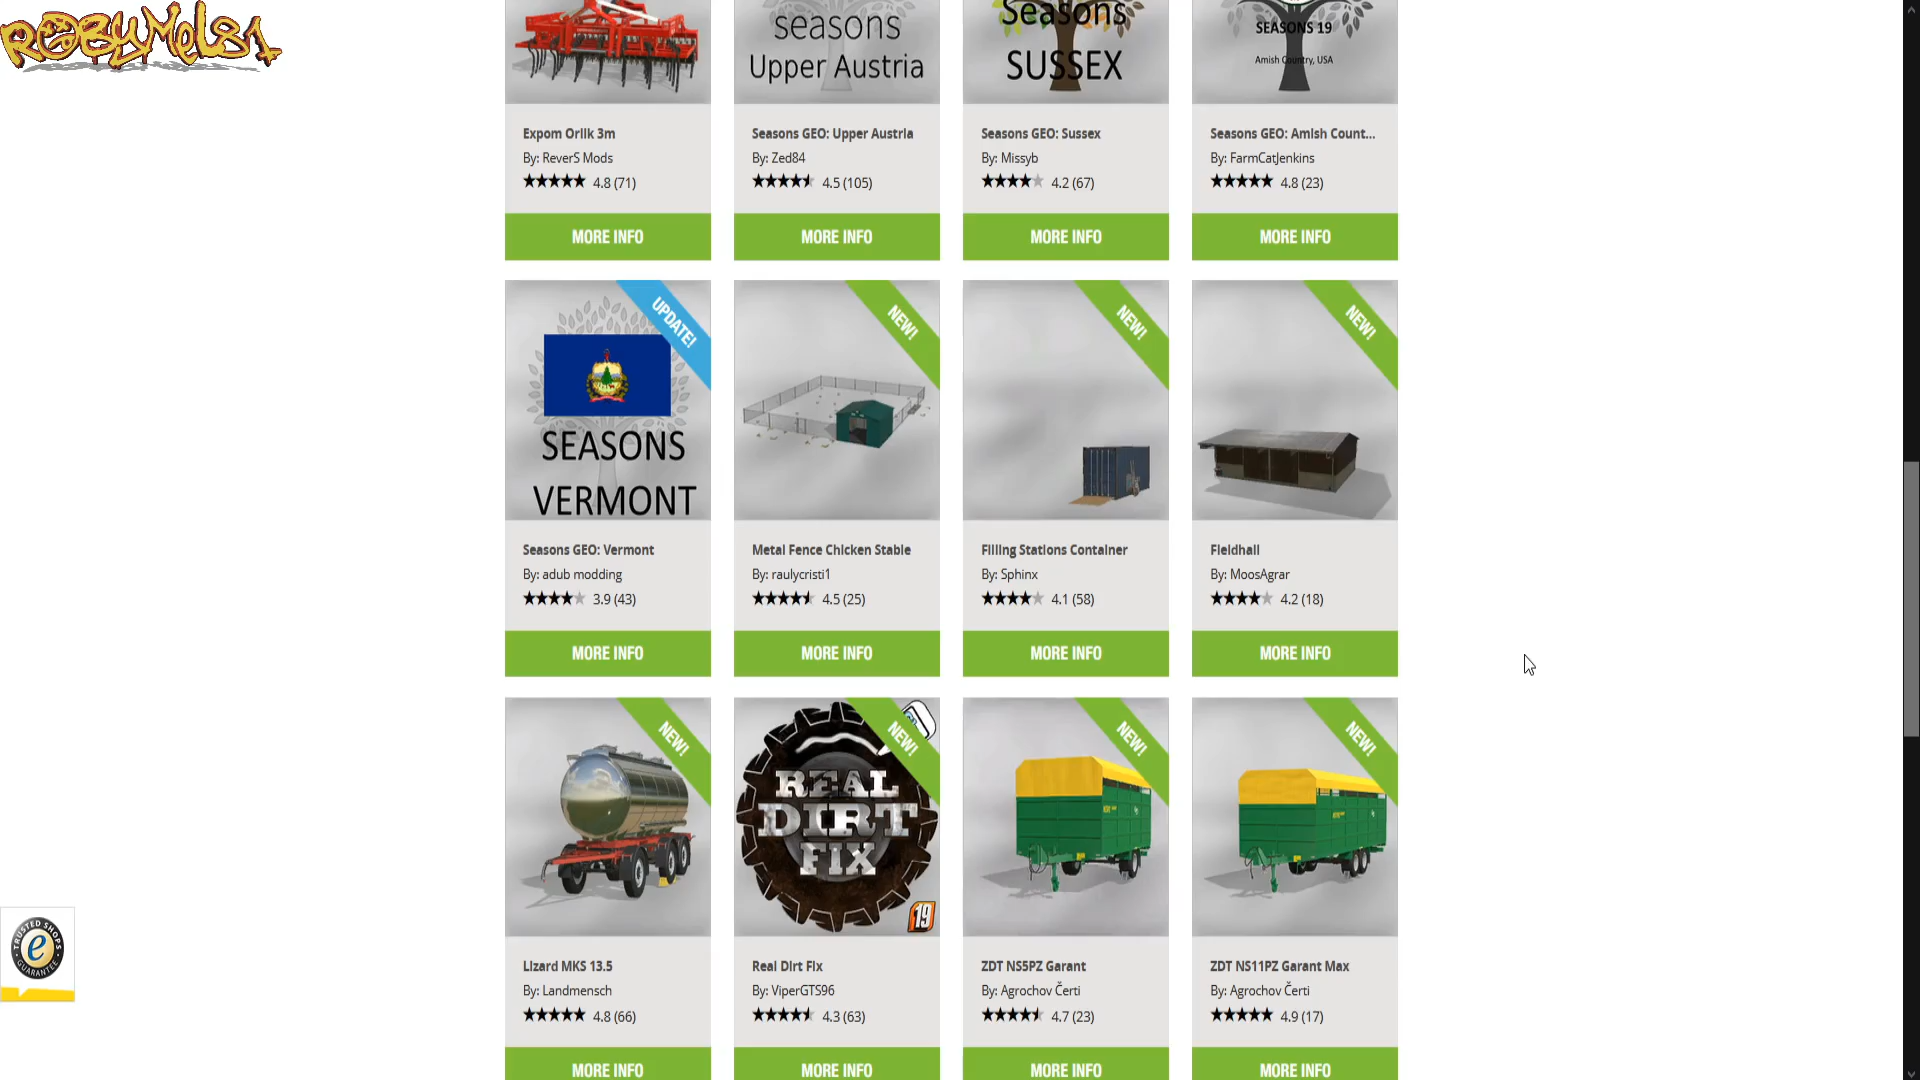 RobyMel81
seasons
Upper Austria
Seasons
SUSSEX
SEASONS 19
Amish Country, USA
Expom Orlik 3m
By: ReverS Mods
4.8 (71)
Seasons GEO: Upper Austria
By: Zed84
4.5 (105)
Seasons GEO: Sussex
By: Missyb
4.2 (67)
Seasons GEO: Amish Count...
By: FarmCatJenkins
4.8 (23)
MORE INFO
MORE INFO
MORE INFO
MORE INFO
UPDATE!
SEASONS
VERMONT
NEW!
NEW!
NEW!
Seasons GEO: Vermont
By: adub modding
3.9 (43)
Metal Fence Chicken Stable
By: raulycristi1
4.5 (25)
Filling Stations Container
By: Sphinx
4.1 (58)
Fieldhall
By: MoosAgrar
4.2 (18)
MORE INFO
MORE INFO
MORE INFO
MORE INFO
NEW!
NEW!
REAL
DIRT
FIX
19
NEW!
NEW!
TRUSTED SHOPS
e
GUARANTEE
Lizard MKS 13.5
By: Landmensch
4.8 (66)
Real Dirt Fix
By: ViperGTS96
4.3 (63)
ZDT NS5PZ Garant
By: Agrochov Čerti
4.7 (23)
ZDT NS11PZ Garant Max
By: Agrochov Čerti
4.9 (17)
MORE INFO
MORE INFO
MORE INFO
MORE INFO